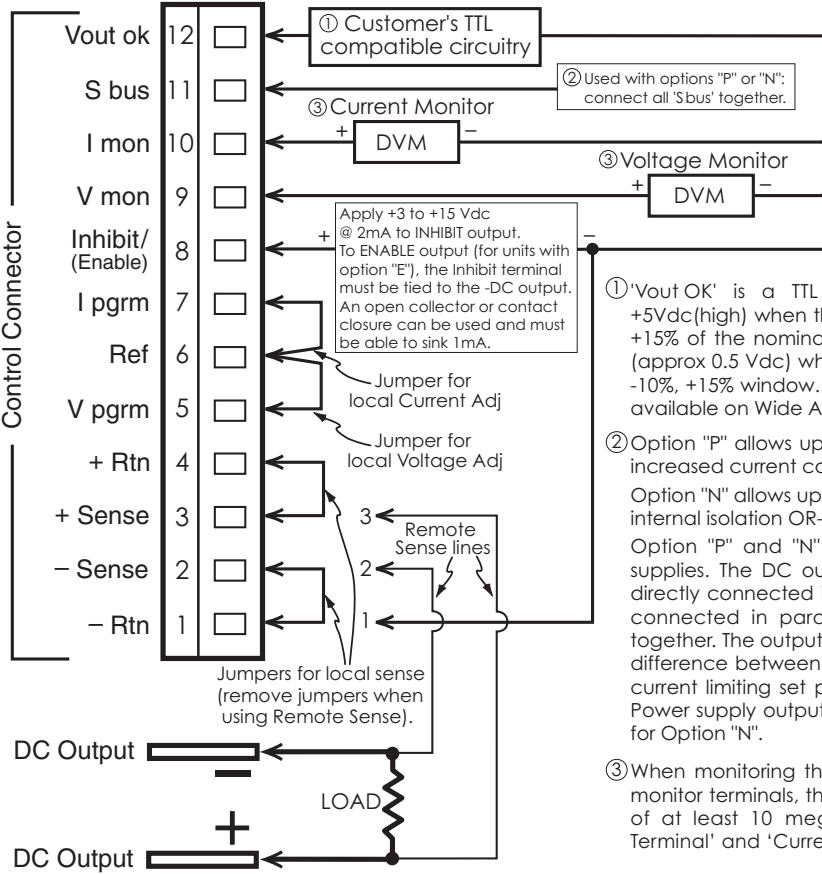 Control Connector
Vout ok 12
S bus 11
I mon 10
V mon 9
Inhibit/
(Enable)
8
I pgrm 7
Ref 6
V pgrm 5
+ Rtn 4
+ Sense 3
− Sense 2
− Rtn 1
① Customer's TTL
compatible circuitry
② Used with options "P" or "N":
connect all 'S bus' together.
③ Current Monitor
+ DVM −
③ Voltage Monitor
+ DVM −
+ −
Apply +3 to +15 Vdc
@ 2mA to INHIBIT output.
To ENABLE output (for units with
option "E"), the Inhibit terminal
must be tied to the -DC output.
An open collector or contact
closure can be used and must
be able to sink 1mA.
Jumper for
local Current Adj
Jumper for
local Voltage Adj
3
2
1
Remote
Sense lines
Jumpers for local sense
(remove jumpers when
using Remote Sense).
DC Output
−
LOAD
+
DC Output
① 'Vout OK' is a TTL
+5Vdc(high) when th
+15% of the nomina
(approx 0.5 Vdc) wh
-10%, +15% window.
available on Wide A
② Option "P" allows up
increased current co
Option "N" allows up
internal isolation OR-
Option "P" and "N"
supplies. The DC ou
directly connected i
connected in para
together. The output
difference between
current limiting set p
Power supply output
for Option "N".
③ When monitoring th
monitor terminals, th
of at least 10 meg
Terminal' and 'Curre